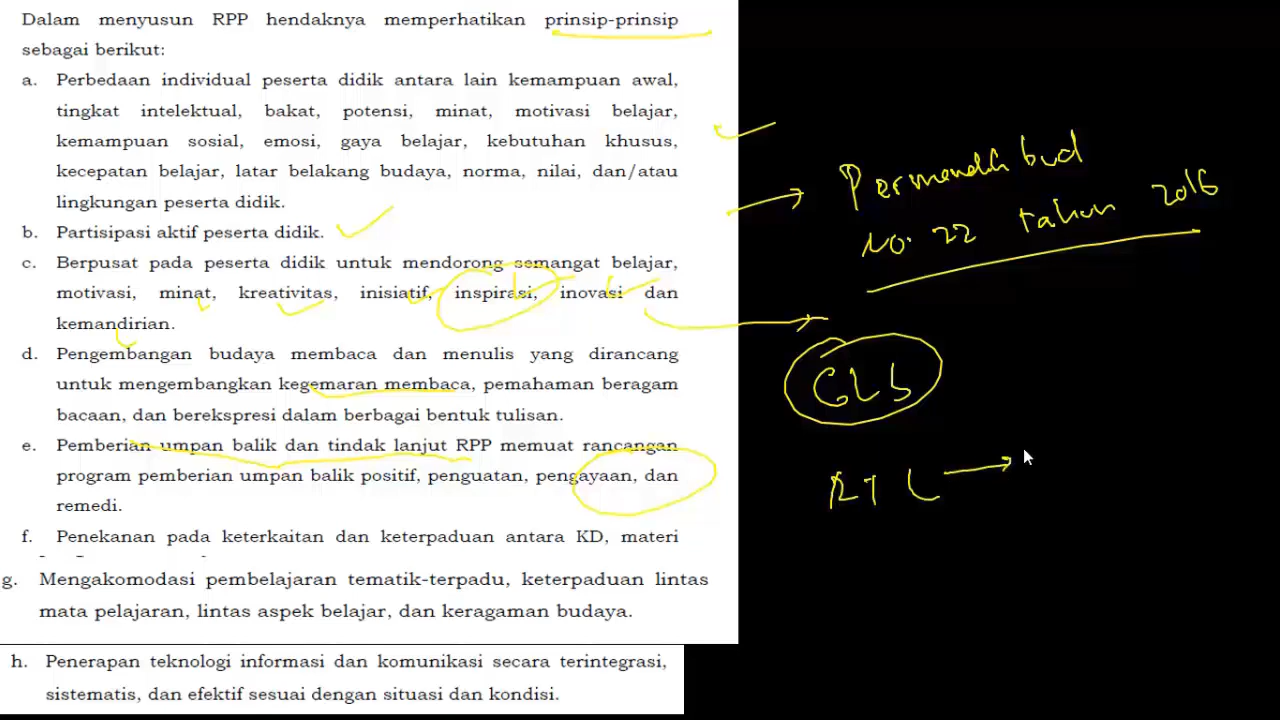 Dalam menyusun RPP hendaknya memperhatikan prinsip-prinsip
sebagai berikut:
a. Perbedaan individual peserta didik antara lain kemampuan awal,
tingkat intelektual, bakat, potensi, minat, motivasi belajar,
kemampuan sosial, emosi, gaya belajar, kebutuhan khusus,
kecepatan belajar, latar belakang budaya, norma, nilai, dan/atau
lingkungan peserta didik.
b. Partisipasi aktif peserta didik.
c. Berpusat pada peserta didik untuk mendorong semangat belajar,
motivasi, minat, kreativitas, inisiatif, inspirasi, inovasi dan
kemandirian.
d. Pengembangan budaya membaca dan menulis yang dirancang
untuk mengembangkan kegemaran membaca, pemahaman beragam
bacaan, dan berekspresi dalam berbagai bentuk tulisan.
e. Pemberian umpan balik dan tindak lanjut RPP memuat rancangan
program pemberian umpan balik positif, penguatan, pengayaan, dan
remedi.
f. Penekanan pada keterkaitan dan keterpaduan antara KD, materi
g. Mengakomodasi pembelajaran tematik-terpadu, keterpaduan lintas
mata pelajaran, lintas aspek belajar, dan keragaman budaya.
h. Penerapan teknologi informasi dan komunikasi secara terintegrasi,
sistematis, dan efektif sesuai dengan situasi dan kondisi.
Permendikbud
No. 22 tahun 2016
GLS
RTL